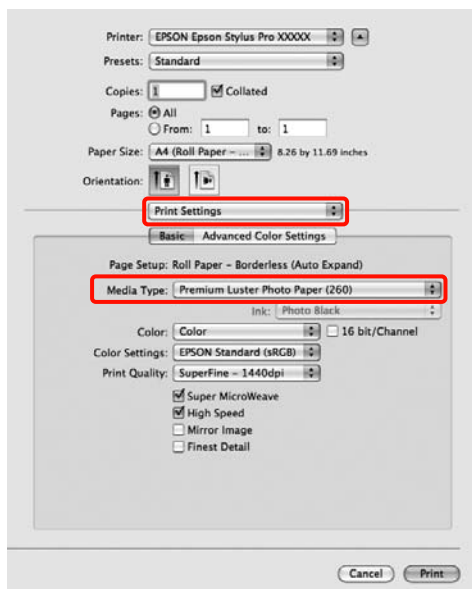 Printer: EPSON Epson Stylus Pro XXXXX
Presets: Standard
Copies: 1 Collated
Pages: All
From: 1 to: 1
Paper Size: A4 (Roll Paper - ... 8.26 by 11.69 inches
Orientation:
Print Settings
Basic Advanced Color Settings
Page Setup: Roll Paper - Borderless (Auto Expand)
Media Type: Premium Luster Photo Paper (260)
Ink: Photo Black
Color: Color 16 bit/Channel
Color Settings: EPSON Standard (sRGB)
Print Quality: SuperFine - 1440dpi
Super MicroWeave
High Speed
Mirror Image
Finest Detail
Cancel Print